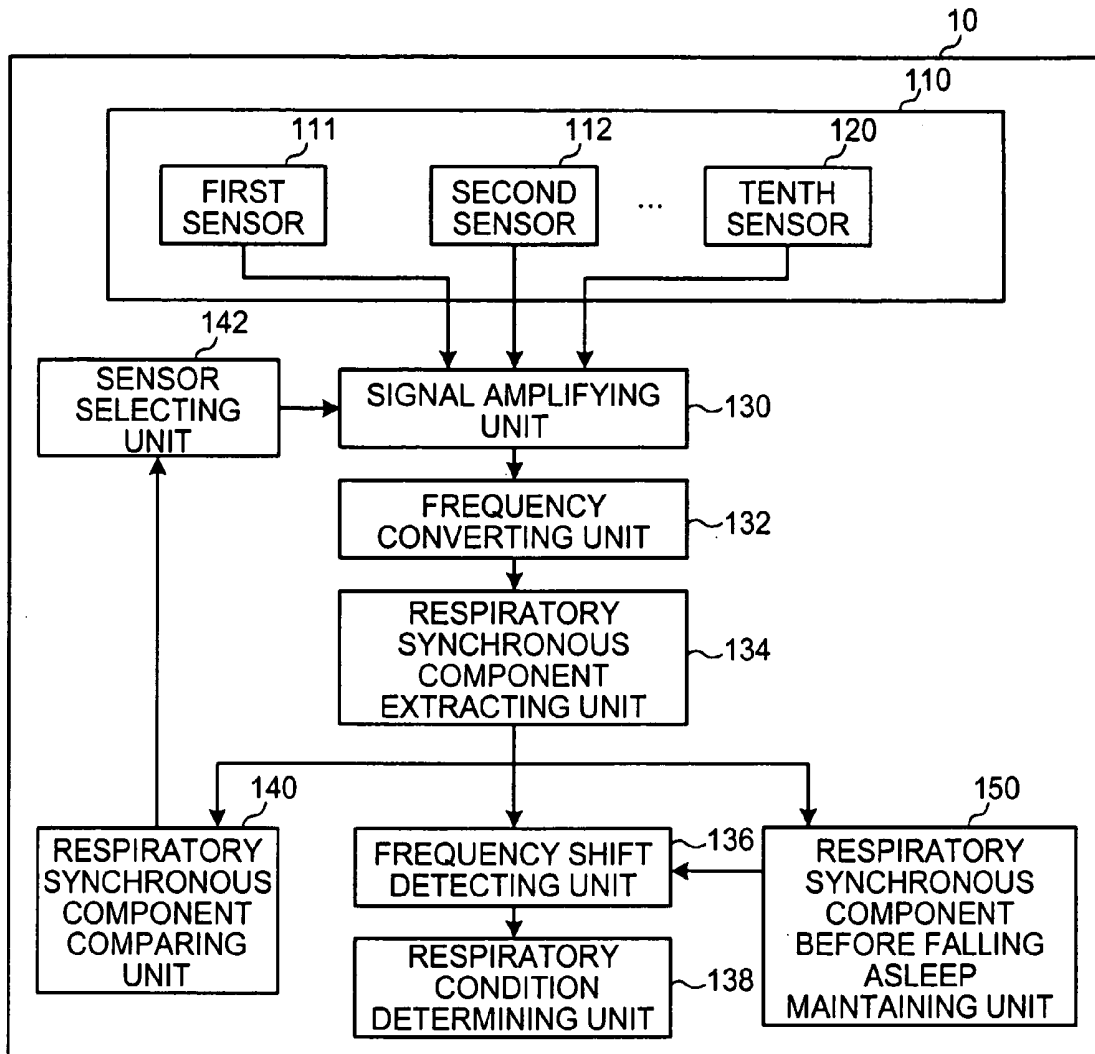 10
110
111
112
120
FIRST
SENSOR
SECOND
SENSOR
...
TENTH
SENSOR
142
SENSOR
SELECTING
UNIT
SIGNAL AMPLIFYING
UNIT
130
FREQUENCY
CONVERTING UNIT
132
RESPIRATORY
SYNCHRONOUS
COMPONENT
EXTRACTING UNIT
134
140
RESPIRATORY
SYNCHRONOUS
COMPONENT
COMPARING
UNIT
FREQUENCY SHIFT
DETECTING UNIT
136
RESPIRATORY
CONDITION
DETERMINING UNIT
138
150
RESPIRATORY
SYNCHRONOUS
COMPONENT
BEFORE FALLING
ASLEEP
MAINTAINING UNIT